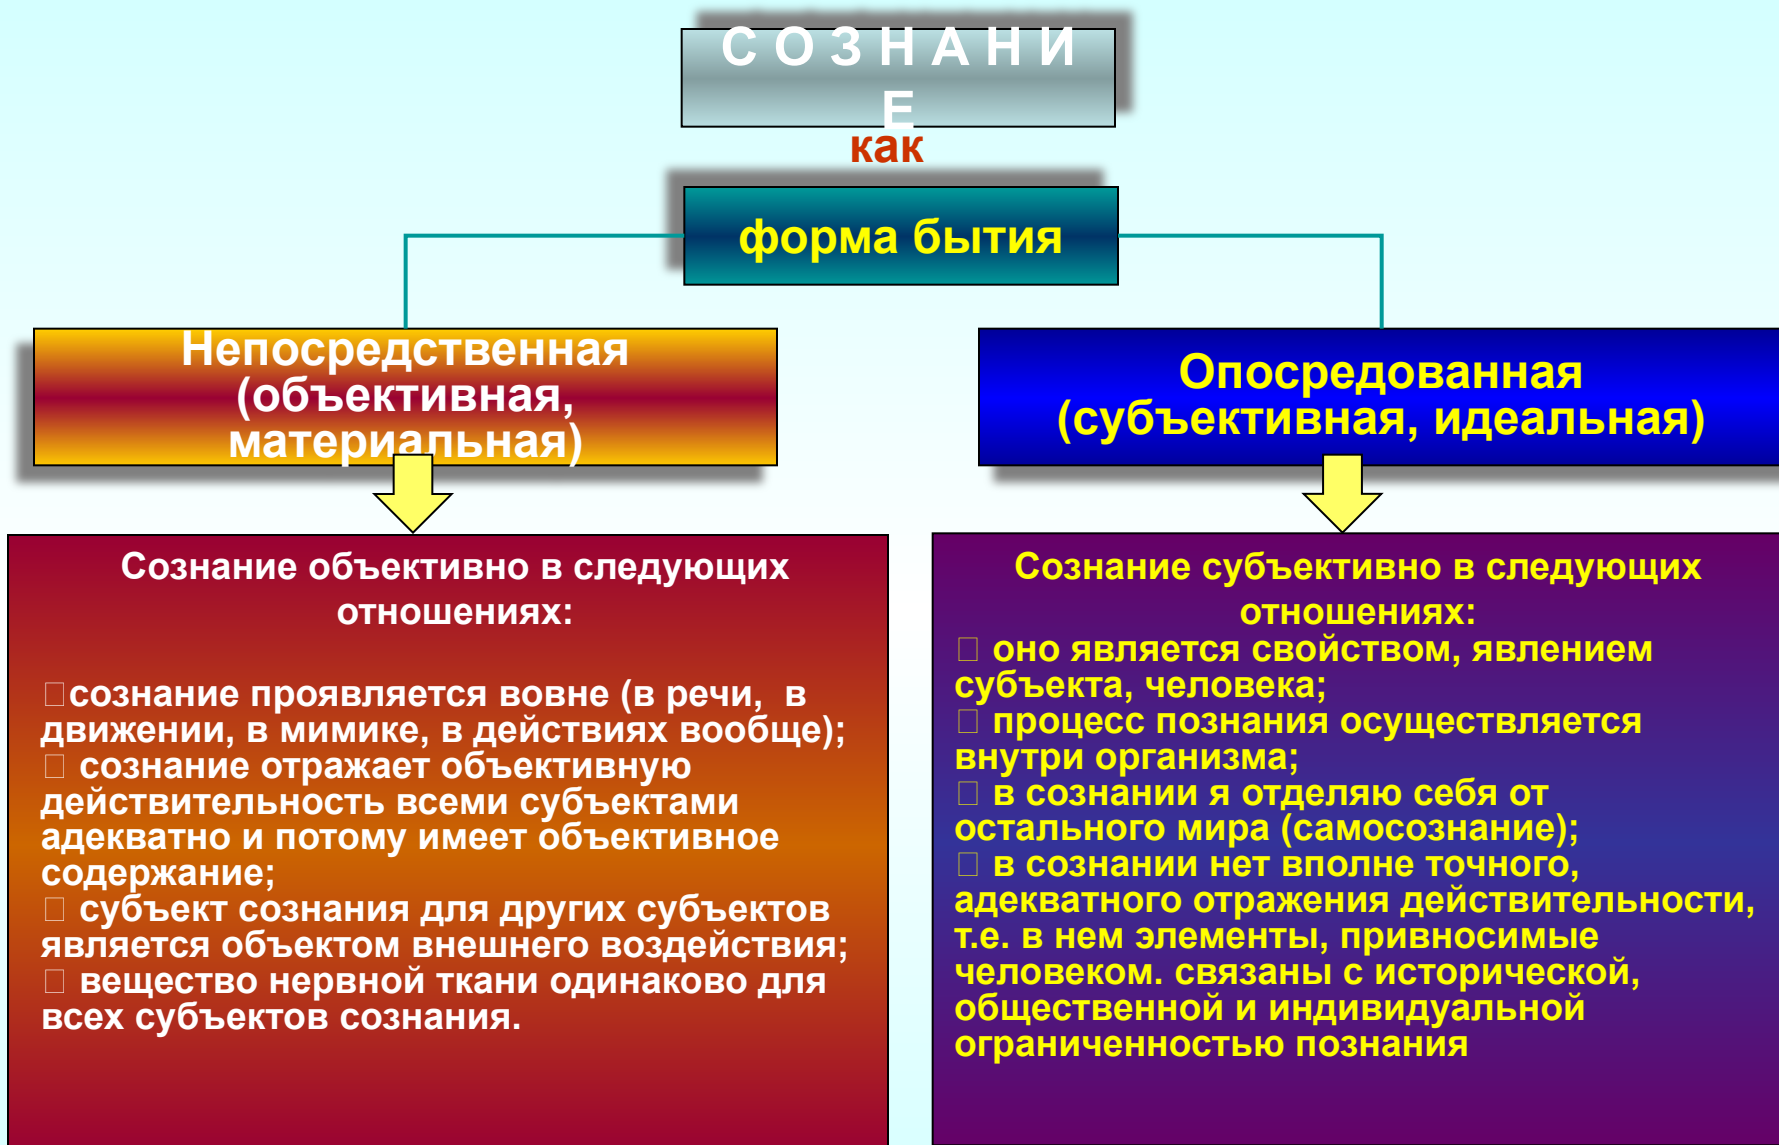 С О З Н А Н И
Е
как
форма бытия
Непосредственная
(объективная,
материальная)
Опосредованная
(субъективная, идеальная)
Сознание объективно в следующих
отношениях:
сознание проявляется вовне (в речи,  в
движении, в мимике, в действиях вообще);
сознание отражает объективную
действительность всеми субъектами
адекватно и потому имеет объективное
содержание;
субъект сознания для других субъектов
является объектом внешнего воздействия;
вещество нервной ткани одинаково для
всех субъектов сознания.
Сознание субъективно в следующих
отношениях:
оно является свойством, явлением
субъекта, человека;
процесс познания осуществляется
внутри организма;
в сознании я отделяю себя от
остального мира (самосознание);
в сознании нет вполне точного,
адекватного отражения действительности,
т.е. в нем элементы, привносимые
человеком. связаны с исторической,
общественной и индивидуальной
ограниченностью познания